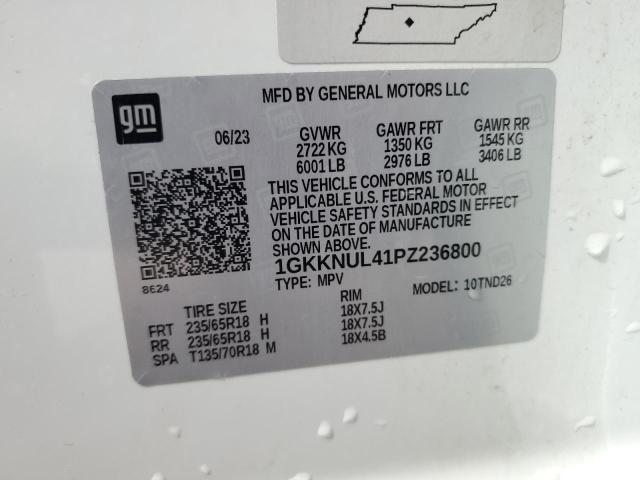 gm
MFD BY GENERAL MOTORS LLC
06/23 GVWR GAWR FRT GAWR RR
2722 KG 1350 KG 1545 KG
6001 LB 2976 LB 3406 LB
THIS VEHICLE CONFORMS TO ALL
APPLICABLE U.S. FEDERAL MOTOR
VEHICLE SAFETY STANDARDS IN EFFECT
ON THE DATE OF MANUFACTURE
SHOWN ABOVE.
1GKKNUL41PZ236800
TYPE: MPV MODEL: 10TND26
8624
TIRE SIZE RIM
FRT 235/65R18 H 18X7.5J
RR 235/65R18 H 18X7.5J
SPA T135/70R18 M 18X4.5B